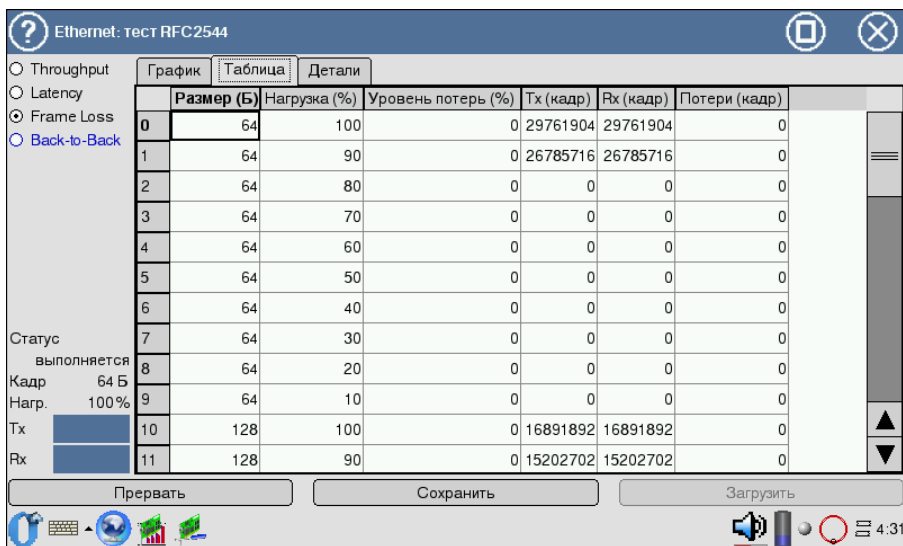 Ethernet: тест RFC2544
Throughput
Latency
Frame Loss
Back-to-Back
График Таблица Детали
Размер (Б) Нагрузка (%) Уровень потерь (%) Tx (кадр) Rx (кадр) Потери (кадр)
0 64 100 0 29761904 29761904 0
1 64 90 0 26785716 26785716 0
2 64 80 0 0 0 0
3 64 70 0 0 0 0
4 64 60 0 0 0 0
5 64 50 0 0 0 0
6 64 40 0 0 0 0
7 64 30 0 0 0 0
8 64 20 0 0 0 0
9 64 10 0 0 0 0
10 128 100 0 16891892 16891892 0
11 128 90 0 15202702 15202702 0
Статус
выполняется
Кадр 64 Б
Нагр. 100%
Tx
Rx
Прервать Сохранить Загрузить
4:31